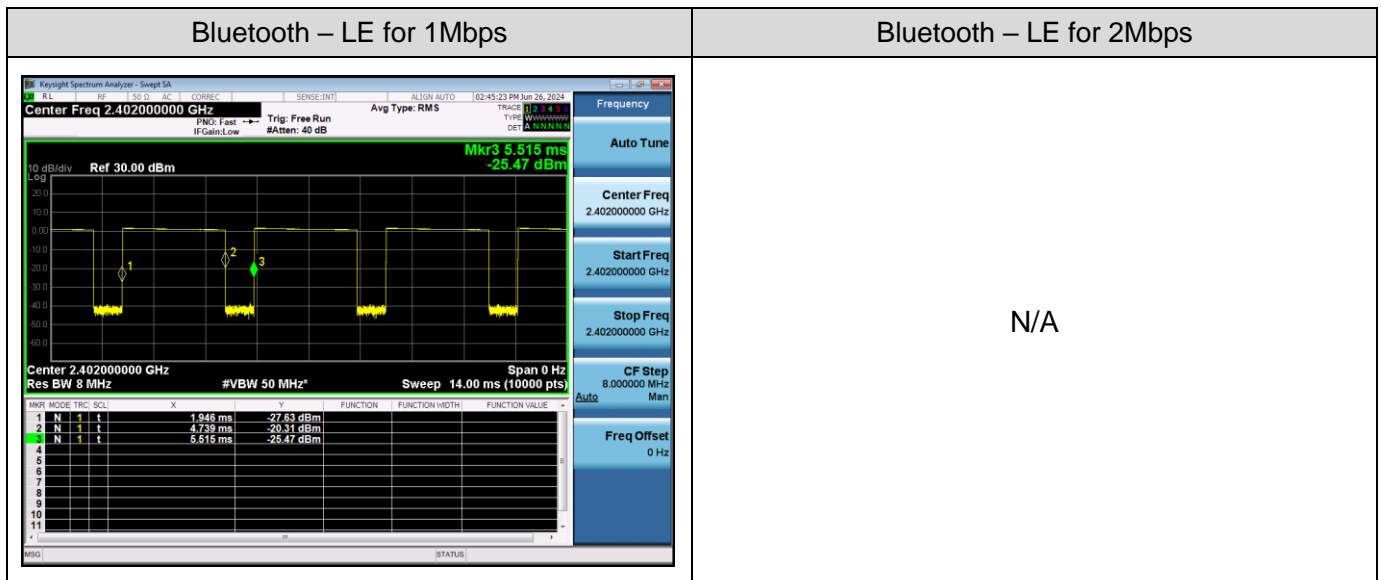 Bluetooth – LE for 1Mbps
Bluetooth – LE for 2Mbps
Keysight Spectrum Analyzer - Swept SA
RL RF 50 Ω AC CORREC SENSE:INT ALIGN AUTO 02:45:23 PM Jun 26, 2024
Center Freq 2.402000000 GHz
PNO: Fast
IFGain:Low
Trig: Free Run
#Atten: 40 dB
Avg Type: RMS
TRACE 1 2 3 4 5 6
TYPE WWWWWW
DET A N N N N N
Mkr3 5.515 ms
-25.47 dBm
10 dB/div Ref 30.00 dBm
Log
20.0
10.0
0.00
-10.0
-20.0
-30.0
-40.0
-50.0
-60.0
1
2
3
Center 2.402000000 GHz Span 0 Hz
Res BW 8 MHz #VBW 50 MHz* Sweep 14.00 ms (10000 pts)
MKR MODE TRC SCL X Y FUNCTION FUNCTION WIDTH FUNCTION VALUE
1 N 1 t 1.946 ms -27.63 dBm
2 N 1 t 4.739 ms -20.31 dBm
3 N 1 t 5.515 ms -25.47 dBm
4
5
6
7
8
9
10
11
MSG STATUS
Frequency
Auto Tune
Center Freq
2.402000000 GHz
Start Freq
2.402000000 GHz
Stop Freq
2.402000000 GHz
CF Step
8.000000 MHz
Auto Man
Freq Offset
0 Hz
N/A